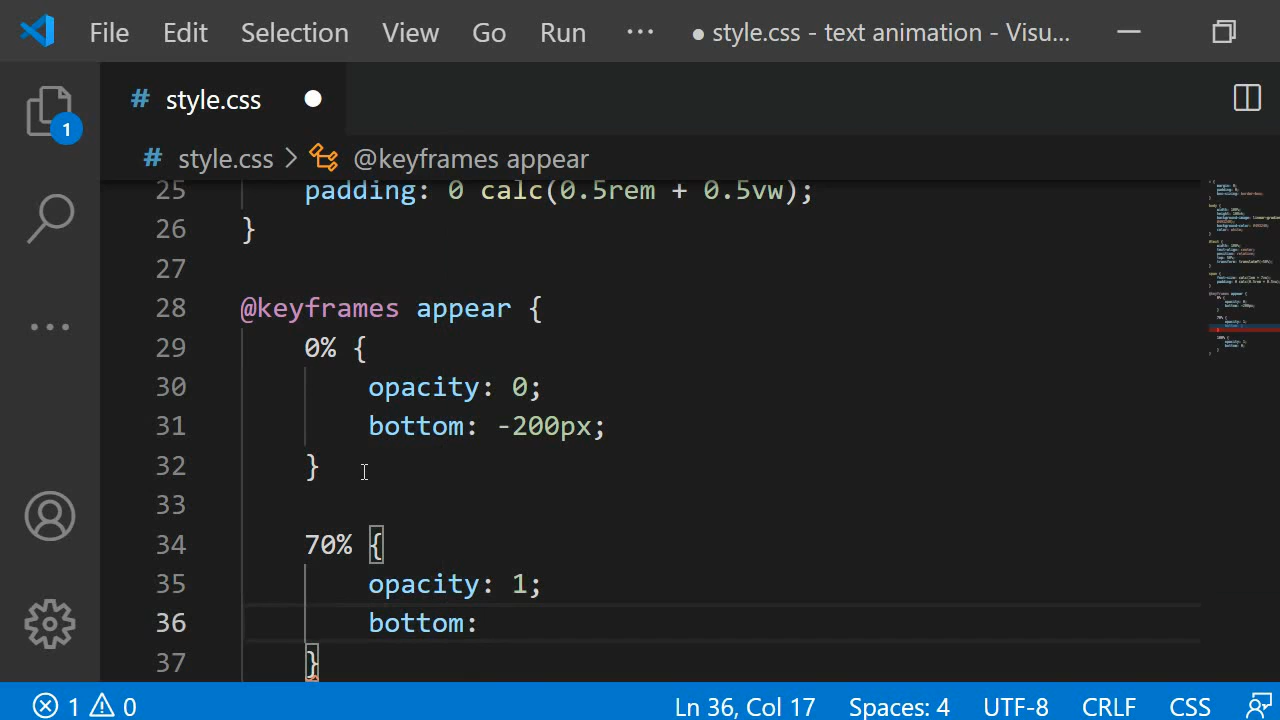 File Edit Selection View Go Run ··· ● style.css - text animation - Visu...
# style.css ●
1
# style.css > @keyframes appear
25 padding: 0 calc(0.5rem + 0.5vw);
26 }
27
28 @keyframes appear {
29 0% {
30 opacity: 0;
31 bottom: -200px;
32 }
33
34 70% {
35 opacity: 1;
36 bottom:
37 }
1 0 Ln 36, Col 17 Spaces: 4 UTF-8 CRLF CSS